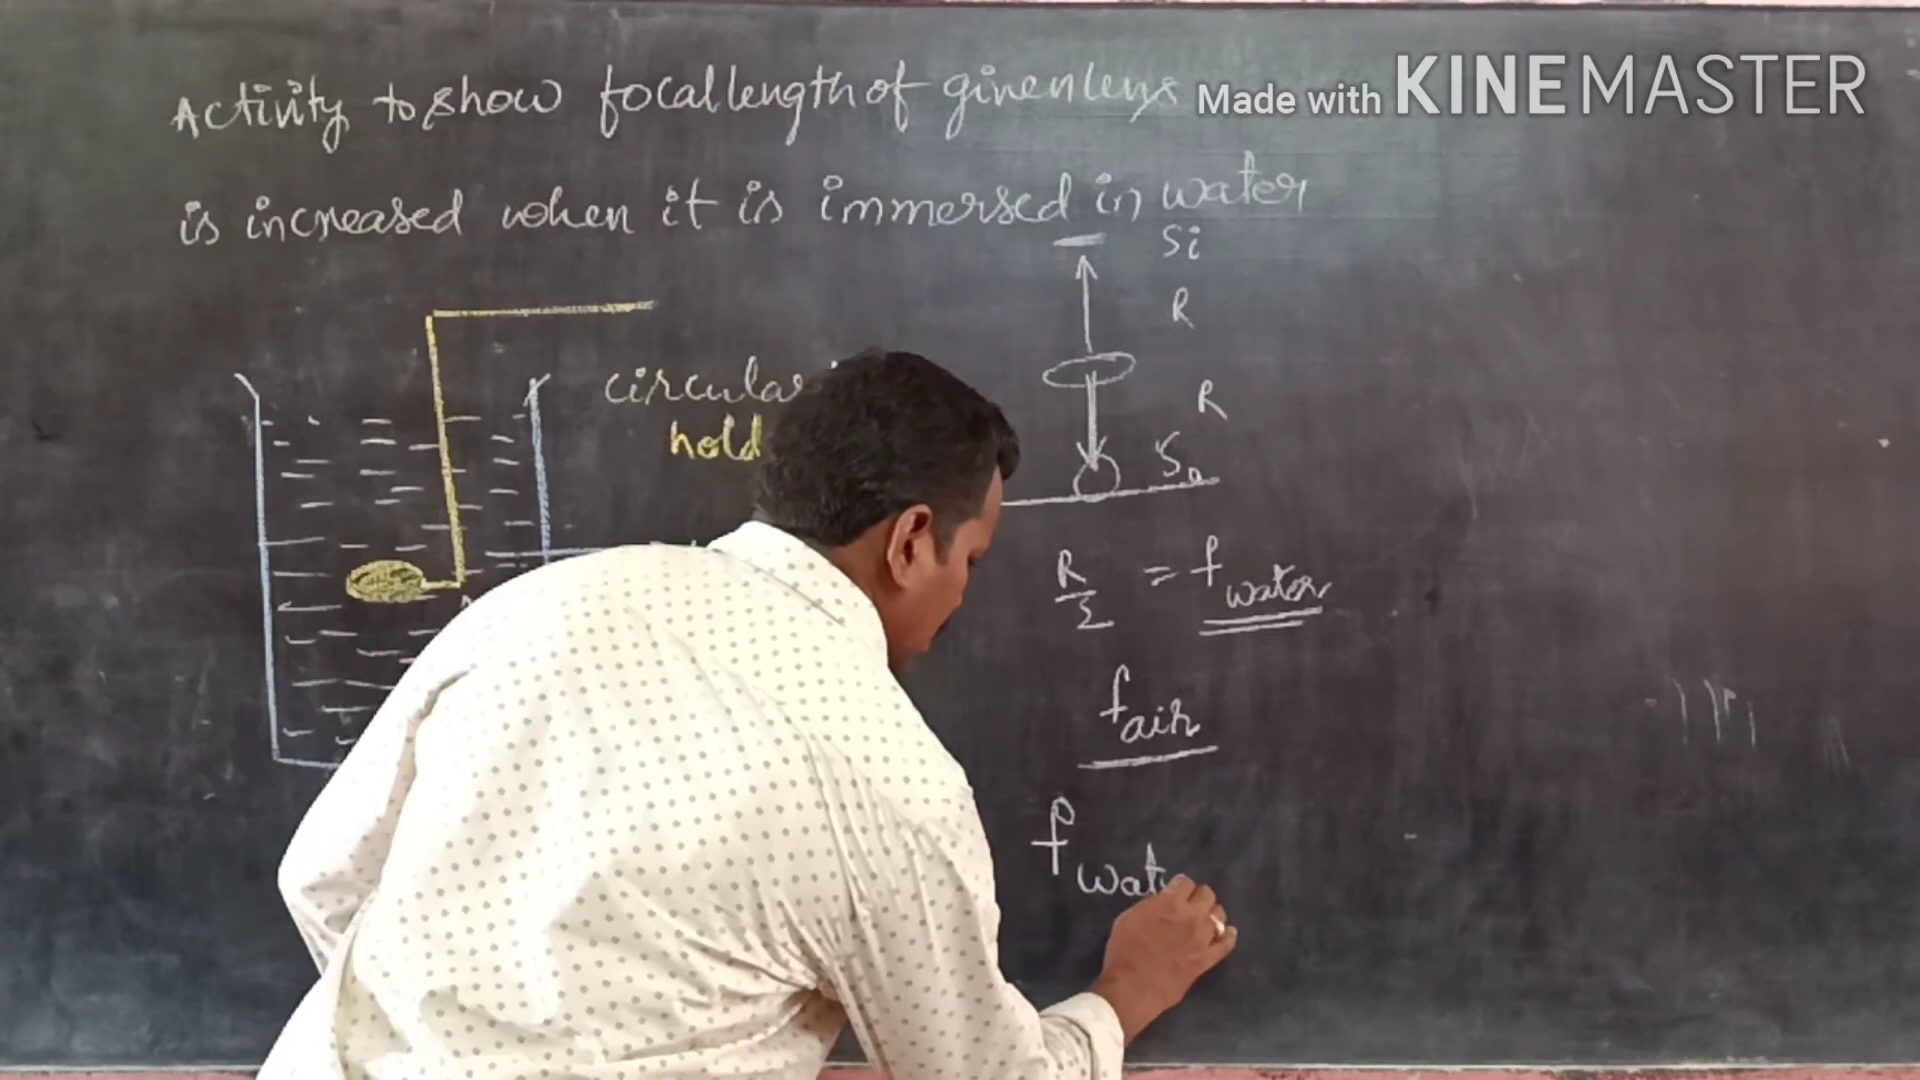 Activity to show focal length of given lens
Made with KINEMASTER
is increased when it is immersed in water
Si
R
circular
hold
R
So
R/2 = f water
f air
f wate